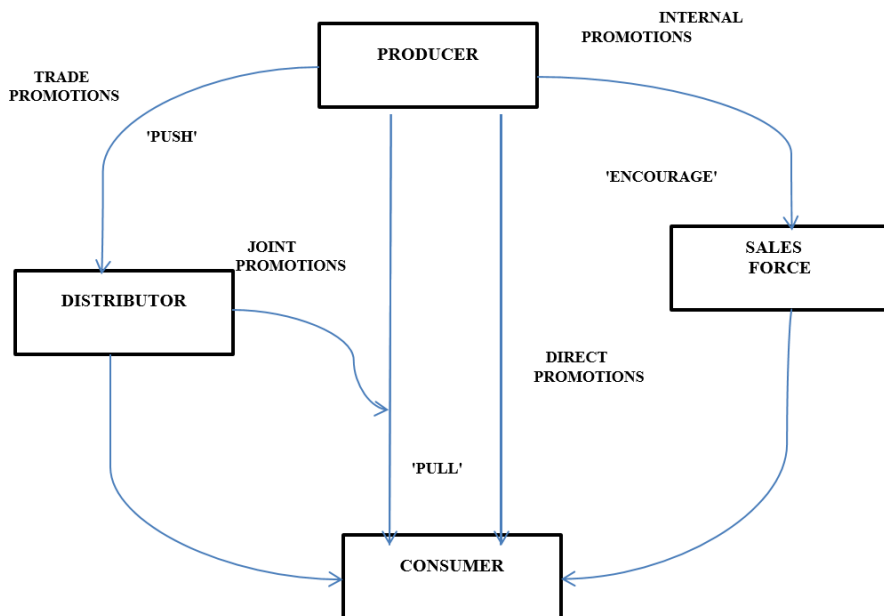 INTERNAL
PROMOTIONS
PRODUCER
TRADE
PROMOTIONS
'PUSH'
'ENCOURAGE'
JOINT
PROMOTIONS
SALES
FORCE
DISTRIBUTOR
DIRECT
PROMOTIONS
'PULL'
CONSUMER